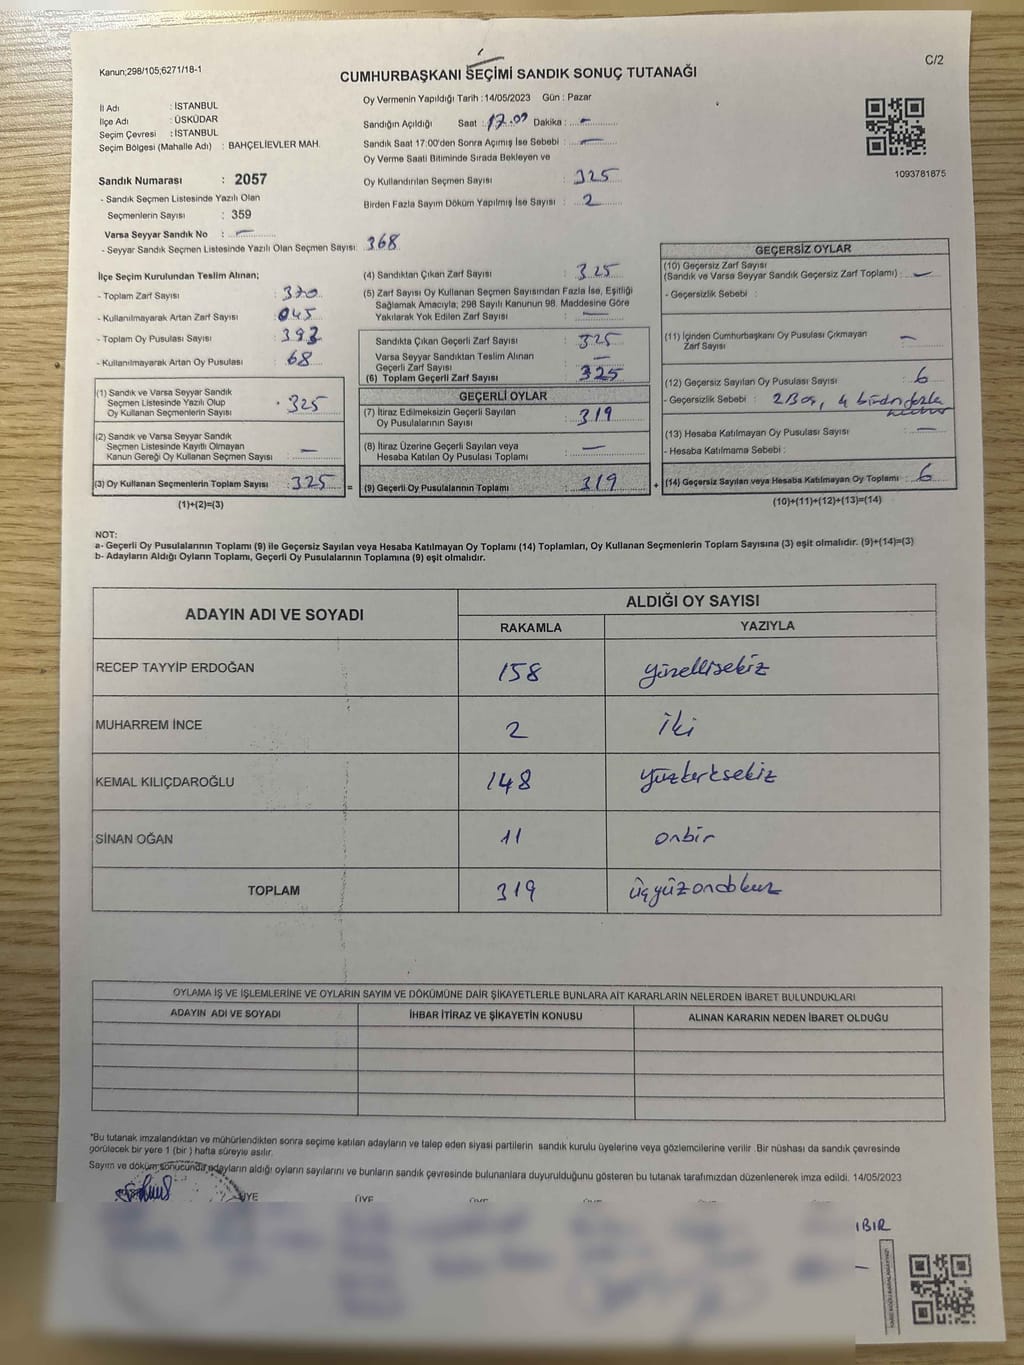 Kanun;298/105;6271/18-1
C/2
CUMHURBAŞKANI SEÇİMİ SANDIK SONUÇ TUTANAĞI
İl Adı : İSTANBUL
İlçe Adı : ÜSKÜDAR
Seçim Çevresi : İSTANBUL
Seçim Bölgesi (Mahalle Adı) : BAHÇELİEVLER MAH.
Sandık Numarası : 2057
- Sandık Seçmen Listesinde Yazılı Olan
Seçmenlerin Sayısı : 359
Varsa Seyyar Sandık No : —
- Seyyar Sandık Seçmen Listesinde Yazılı Olan Seçmen Sayısı: 368
Oy Vermenin Yapıldığı Tarih : 14/05/2023 Gün : Pazar
Sandığın Açıldığı Saat : 17.09 Dakika : —
Sandık Saat 17:00'den Sonra Açımış İse Sebebi : —
Oy Verme Saati Bitiminde Sırada Bekleyen ve
Oy Kullandırılan Seçmen Sayısı : 325
Birden Fazla Sayım Döküm Yapılmış İse Sayısı : 2
1093781875
İlçe Seçim Kurulundan Teslim Alınan;
- Toplam Zarf Sayısı : 370
- Kullanılmayarak Artan Zarf Sayısı : 045
- Toplam Oy Pusulası Sayısı : 393
- Kullanılmayarak Artan Oy Pusulası : 68
(1) Sandık ve Varsa Seyyar Sandık
Seçmen Listesinde Yazılı Olup
Oy Kullanan Seçmenlerin Sayısı : 325
(2) Sandık ve Varsa Seyyar Sandık
Seçmen Listesinde Kayıtlı Olmayan
Kanun Gereği Oy Kullanan Seçmen Sayısı : —
(3) Oy Kullanan Seçmenlerin Toplam Sayısı : 325 =
(1)+(2)=(3)
(4) Sandıktan Çıkan Zarf Sayısı : 325
(5) Zarf Sayısı Oy Kullanan Seçmen Sayısından Fazla İse, Eşitliği
Sağlamak Amacıyla; 298 Sayılı Kanunun 98. Maddesine Göre
Yakılarak Yok Edilen Zarf Sayısı : —
Sandıkta Çıkan Geçerli Zarf Sayısı : 325
Varsa Seyyar Sandıktan Teslim Alınan
Geçerli Zarf Sayısı : —
(6) Toplam Geçerli Zarf Sayısı : 325
GEÇERLİ OYLAR
(7) İtiraz Edilmeksizin Geçerli Sayılan
Oy Pusulalarının Sayısı : 319
(8) İtiraz Üzerine Geçerli Sayılan veya
Hesaba Katılan Oy Pusulası Toplamı : —
(9) Geçerli Oy Pusulalarının Toplamı : 319 +
GEÇERSİZ OYLAR
(10) Geçersiz Zarf Sayısı
(Sandık ve Varsa Seyyar Sandık Geçersiz Zarf Toplamı) : —
- Geçersizlik Sebebi :
(11) İçinden Cumhurbaşkanı Oy Pusulası Çıkmayan
Zarf Sayısı : —
(12) Geçersiz Sayılan Oy Pusulası Sayısı : 6
- Geçersizlik Sebebi : 2 Boş, 4 birden fazla
(13) Hesaba Katılmayan Oy Pusulası Sayısı : —
- Hesaba Katılmama Sebebi :
(14) Geçersiz Sayılan veya Hesaba Katılmayan Oy Toplamı : 6
(10)+(11)+(12)+(13)=(14)
NOT:
a- Geçerli Oy Pusulalarının Toplamı (9) ile Geçersiz Sayılan veya Hesaba Katılmayan Oy Toplamı (14) Toplamları, Oy Kullanan Seçmenlerin Toplam Sayısına (3) eşit olmalıdır. (9)+(14)=(3)
b- Adayların Aldığı Oyların Toplamı, Geçerli Oy Pusulalarının Toplamına (9) eşit olmalıdır.
ADAYIN ADI VE SOYADI ALDIĞI OY SAYISI
RAKAMLA YAZIYLA
RECEP TAYYİP ERDOĞAN 158 yüzellisekiz
MUHARREM İNCE 2 iki
KEMAL KILIÇDAROĞLU 148 yüzkırksekiz
SİNAN OĞAN 11 onbir
TOPLAM 319 üçyüzondokuz
OYLAMA İŞ VE İŞLEMLERİNE VE OYLARIN SAYIM VE DÖKÜMÜNE DAİR ŞİKAYETLERLE BUNLARA AİT KARARLARIN NELERDEN İBARET BULUNDUKLARI
ADAYIN ADI VE SOYADI İHBAR İTİRAZ VE ŞİKAYETİN KONUSU ALINAN KARARIN NEDEN İBARET OLDUĞU
*Bu tutanak imzalandıktan ve mühürlendikten sonra seçime katılan adayların ve talep eden siyasi partilerin sandık kurulu üyelerine veya gözlemcilerine verilir. Bir nüshası da sandık çevresinde
görülecek bir yere 1 (bir ) hafta süreyle asılır.
Sayım ve döküm sonucunda adayların aldığı oyların sayılarını ve bunların sandık çevresinde bulunanlara duyurulduğunu gösteren bu tutanak tarafımızdan düzenlenerek imza edildi. 14/05/2023
ÜYE ÜYE